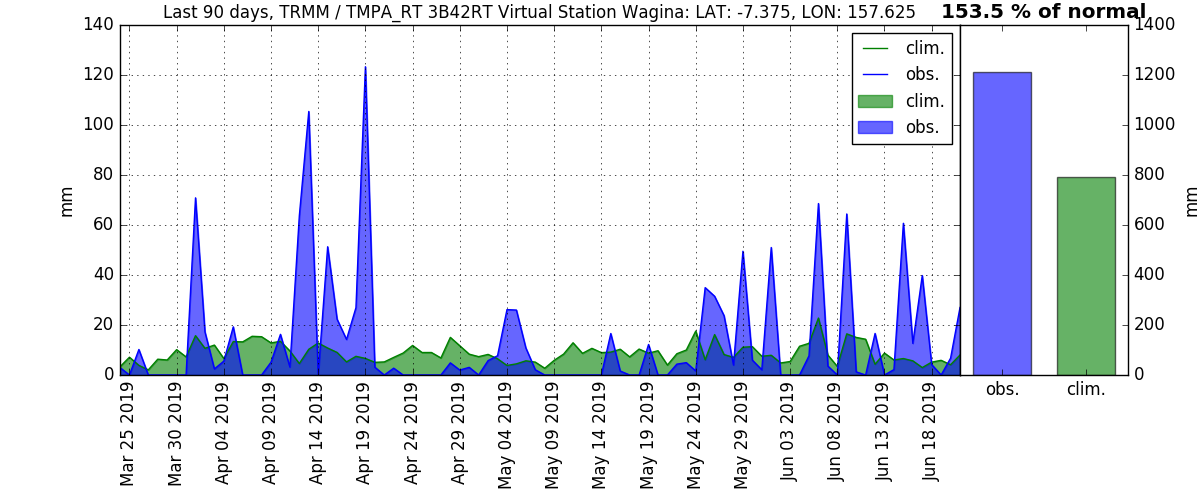 Last 90 days, TRMM / TMPA_RT 3B42RT Virtual Station Wagina: LAT: -7.375, LON: 157.625
153.5 % of normal
clim.
obs.
clim.
obs.
140
120
100
80
60
40
20
0
mm
1400
1200
1000
800
600
400
200
0
mm
Mar 25 2019
Mar 30 2019
Apr 04 2019
Apr 09 2019
Apr 14 2019
Apr 19 2019
Apr 24 2019
Apr 29 2019
May 04 2019
May 09 2019
May 14 2019
May 19 2019
May 24 2019
May 29 2019
Jun 03 2019
Jun 08 2019
Jun 13 2019
Jun 18 2019
obs.
clim.